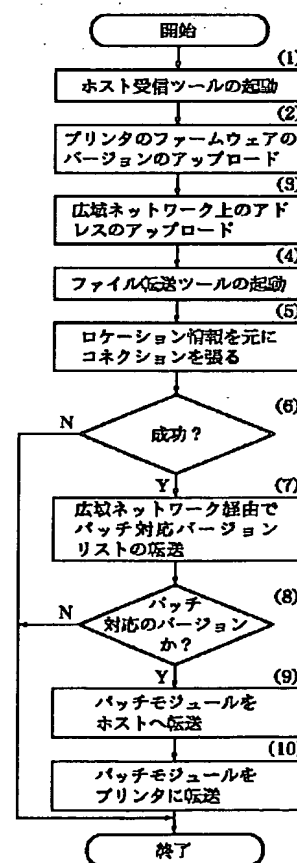 開始
(1)
ホスト受信ツールの起動
(2)
プリンタのファームウェアの
バージョンのアップロード
(3)
広域ネットワーク上のアド
レスのアップロード
(4)
ファイル転送ツールの起動
(5)
ロケーション情報を元に
コネクションを張る
(6)
N
成功？
Y
(7)
広域ネットワーク経由で
パッチ対応バージョン
リストの転送
(8)
N
パッチ
対応のバージョン
か？
Y
(9)
パッチモジュールを
ホストへ転送
(10)
パッチモジュールを
プリンタに転送
終了